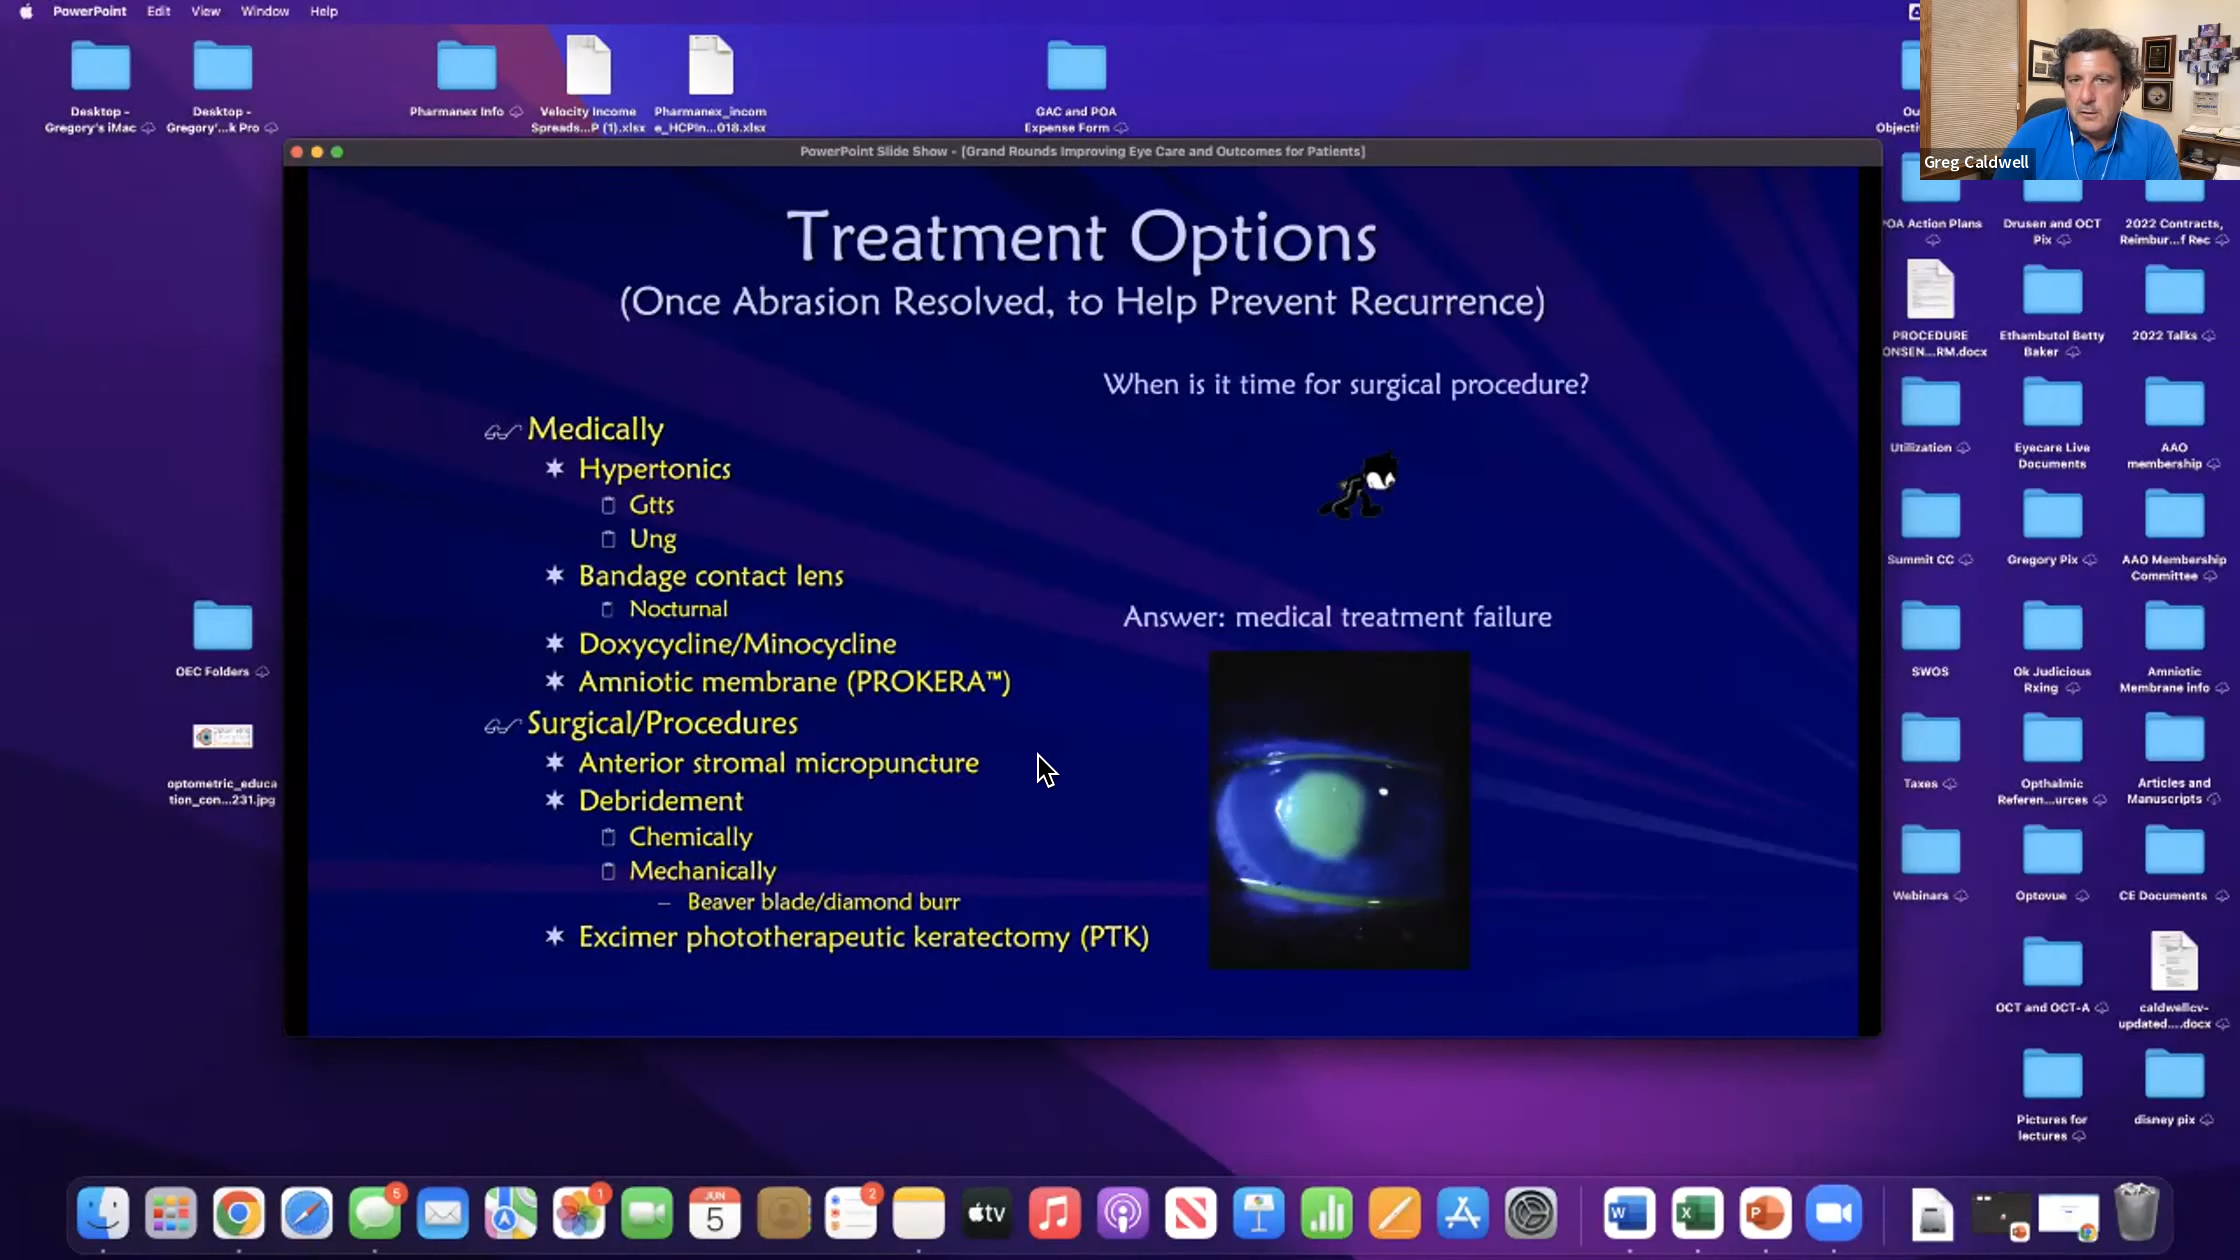 PowerPoint Edit View Window Help
Desktop –
Gregory's iMac
Desktop –
Gregory'...k Pro
Pharmanex Info
Velocity Income
Spreads...P (1).xlsx
Pharmanex_incom
e_HCPIn...018.xlsx
GAC and POA
Expense Form
Greg Caldwell
PowerPoint Slide Show - [Grand Rounds Improving Eye Care and Outcomes for Patients]
Treatment Options
(Once Abrasion Resolved, to Help Prevent Recurrence)
When is it time for surgical procedure?
Medically
Hypertonics
Gtts
Ung
Bandage contact lens
Nocturnal
Doxycycline/Minocycline
Amniotic membrane (PROKERA™)
Surgical/Procedures
Anterior stromal micropuncture
Debridement
Chemically
Mechanically
– Beaver blade/diamond burr
Excimer phototherapeutic keratectomy (PTK)
Answer: medical treatment failure
OEC Folders
optometric_educa
tion_con...231.jpg
Ou
Objecti
POA Action Plans
Drusen and OCT
Pix
2022 Contracts,
Reimbur...f Rec
PROCEDURE
ONSEN...RM.docx
Ethambutol Betty
Baker
2022 Talks
Utilization
Eyecare Live
Documents
AAO
membership
Summit CC
Gregory Pix
AAO Membership
Committee
SWOS
Ok Judicious
Rxing
Amniotic
Membrane info
Taxes
Opthalmic
Referen...urces
Articles and
Manuscripts
Webinars
Optovue
CE Documents
OCT and OCT-A
caldwellcv-
updated....docx
Pictures for
lectures
disney pix
5
1
JUN
5
2
tv
W
X
P